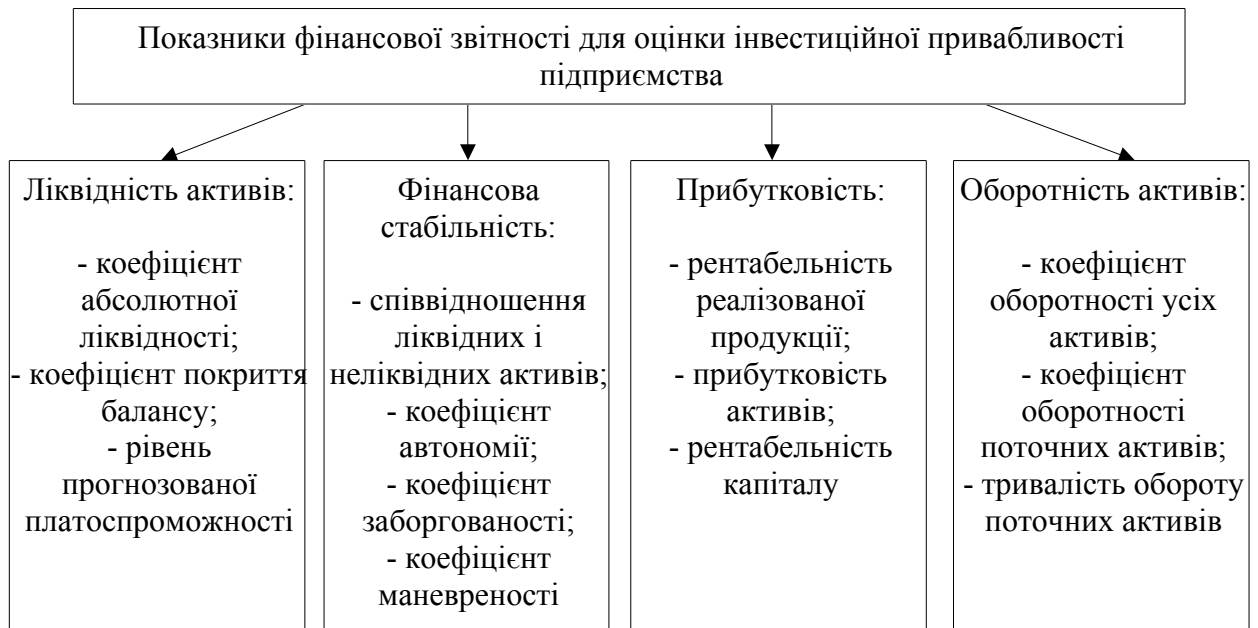 Показники фінансової звітності для оцінки інвестиційної привабливості
підприємства
Ліквідність активів:
- коефіцієнт
абсолютної
ліквідності;
- коефіцієнт покриття
балансу;
- рівень
прогнозованої
платоспроможності
Фінансова
стабільність:
- співвідношення
ліквідних і
неліквідних активів;
- коефіцієнт
автономії;
- коефіцієнт
заборгованості;
- коефіцієнт
маневреності
Прибутковість:
- рентабельність
реалізованої
продукції;
- прибутковість
активів;
- рентабельність
капіталу
Оборотність активів:
- коефіцієнт
оборотності усіх
активів;
- коефіцієнт
оборотності
поточних активів;
- тривалість обороту
поточних активів